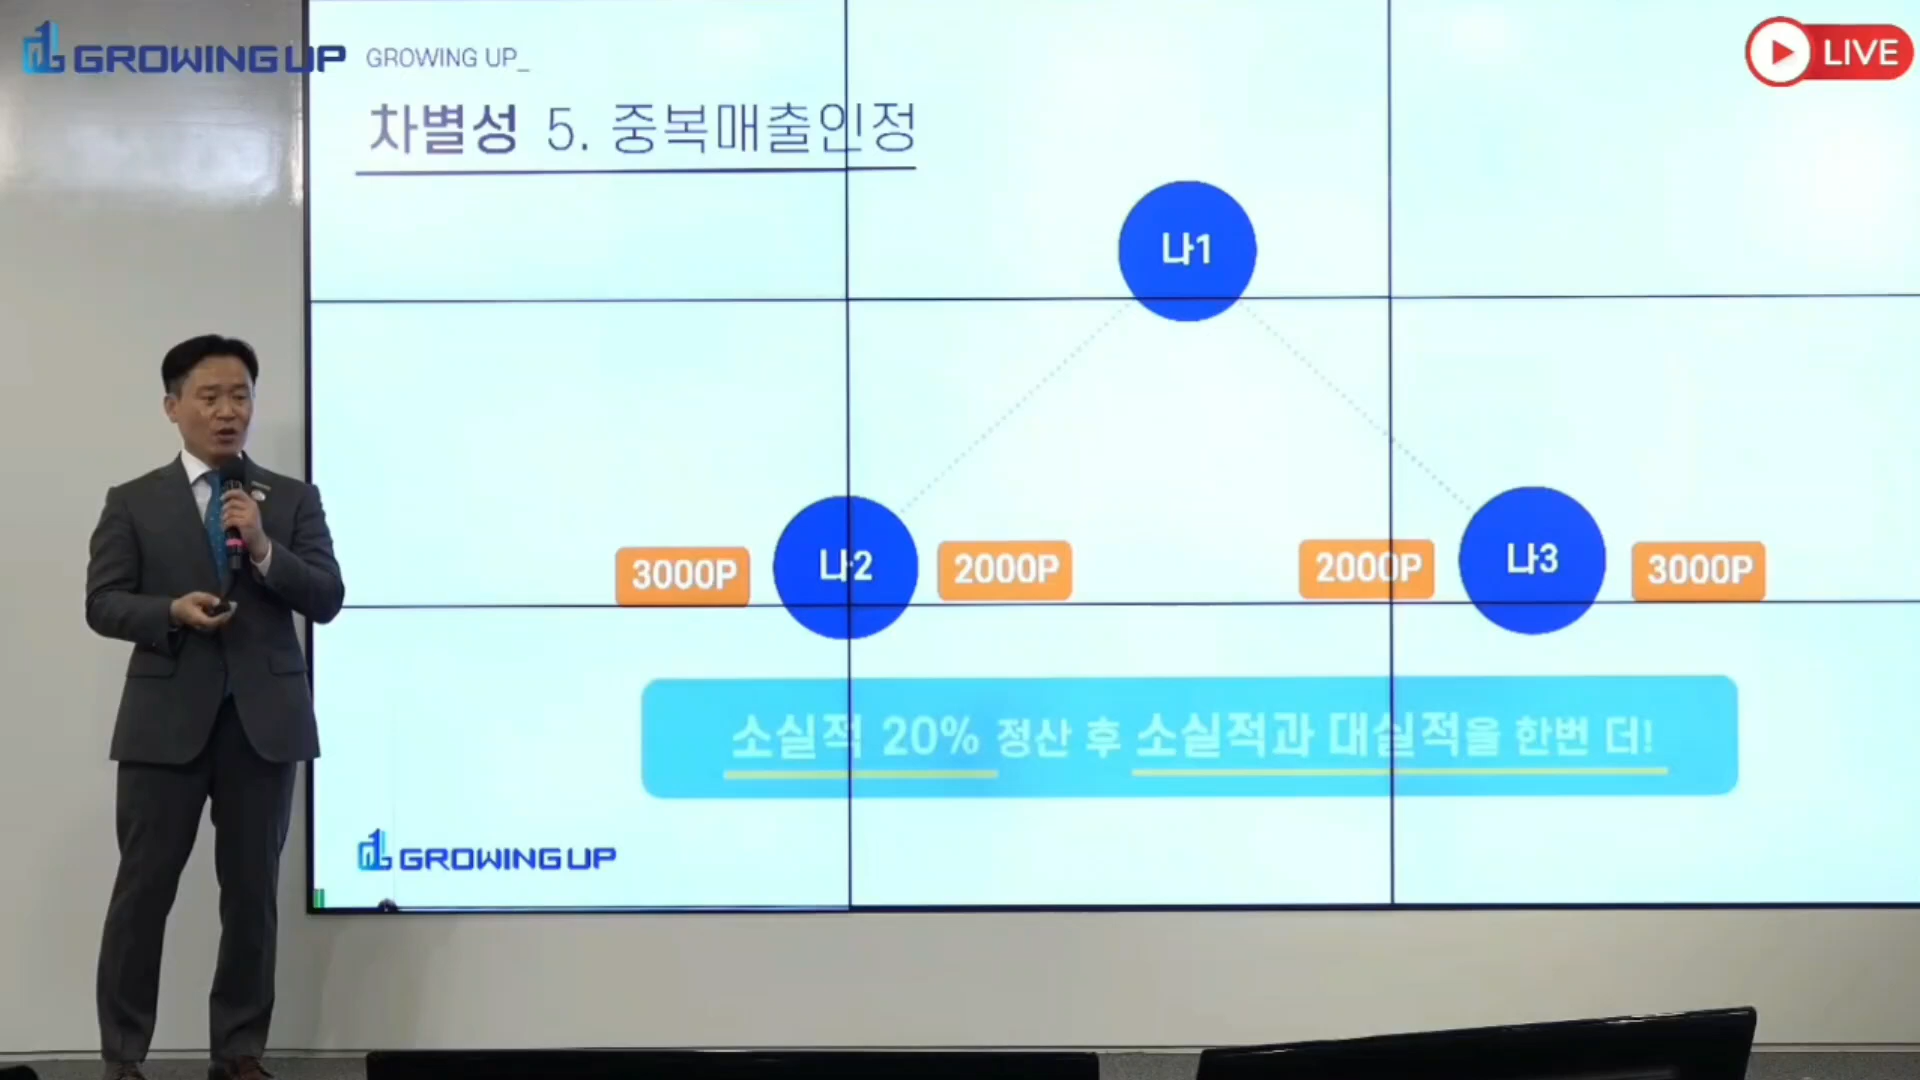 GROWING UP
GROWING UP_
LIVE
차별성 5. 중복매출인정
나1
3000P
나2
2000P
2000P
나3
3000P
소실적 20% 정산 후 소실적과 대실적을 한번 더!
GROWING UP